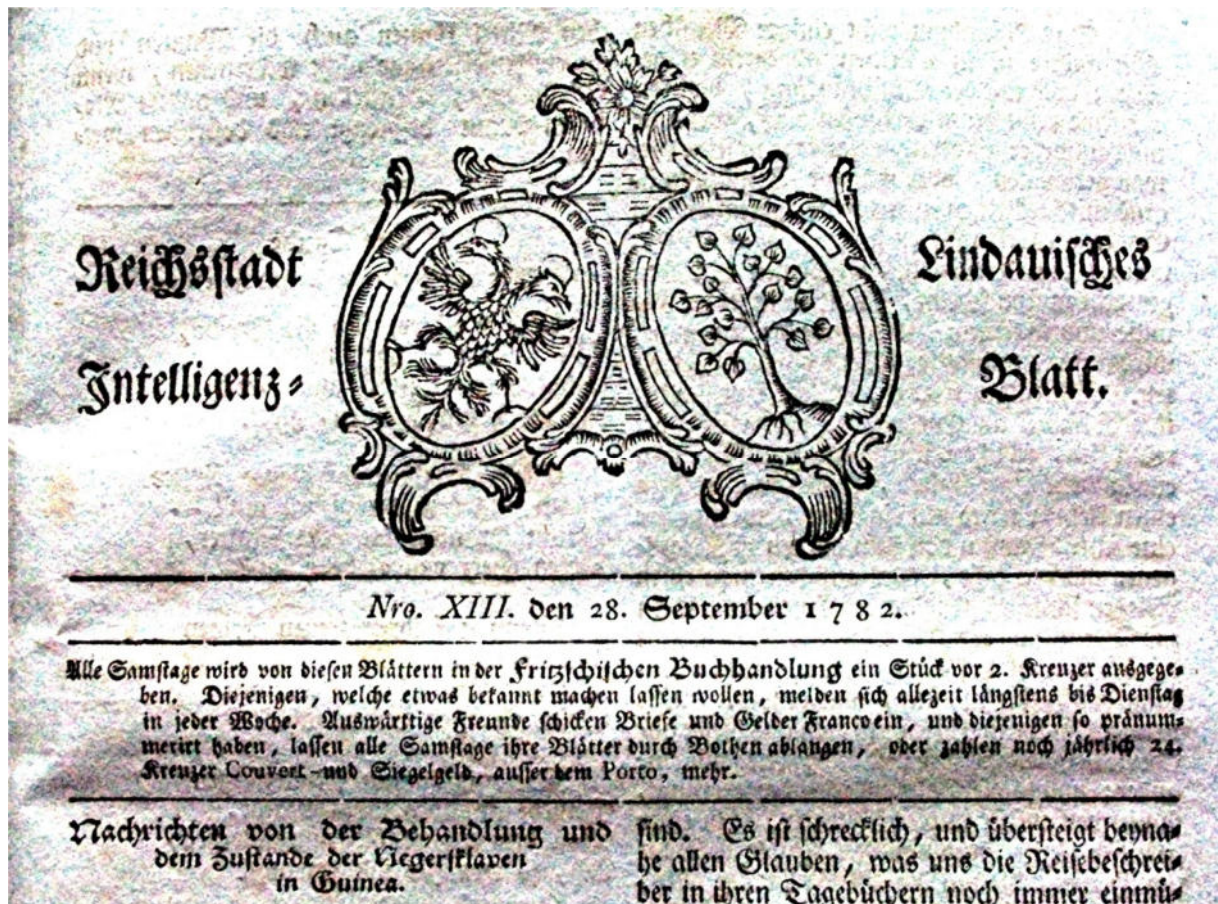 Reichsstadt Lindauisches
Intelligenz- Blatt.
Nro. XIII. den 28. September 1782.
Alle Samstage wird von diesen Blättern in der Fritzschischen Buchhandlung ein Stück vor 2. Kreuzer ausgege-
ben. Diejenigen, welche etwas bekannt machen lassen wollen, melden sich allezeit längstens bis Dienstag
in jeder Woche. Auswärttige Freunde schicken Briefe und Gelder Franco ein, und diejenigen so pränum-
merirt haben, lassen alle Samstage ihre Blätter durch Bothen ablangen, oder zahlen noch jährlich 24.
Kreuzer Couvert- und Siegelgeld, ausser dem Porto, mehr.
Nachrichten von der Behandlung und
dem Zustande der Negersklaven
in Guinea.
sind. Es ist schrecklich, und übersteigt beyna-
he allen Glauben, was uns die Reisebeschrei-
ber in ihren Tagebüchern noch immer einmü-